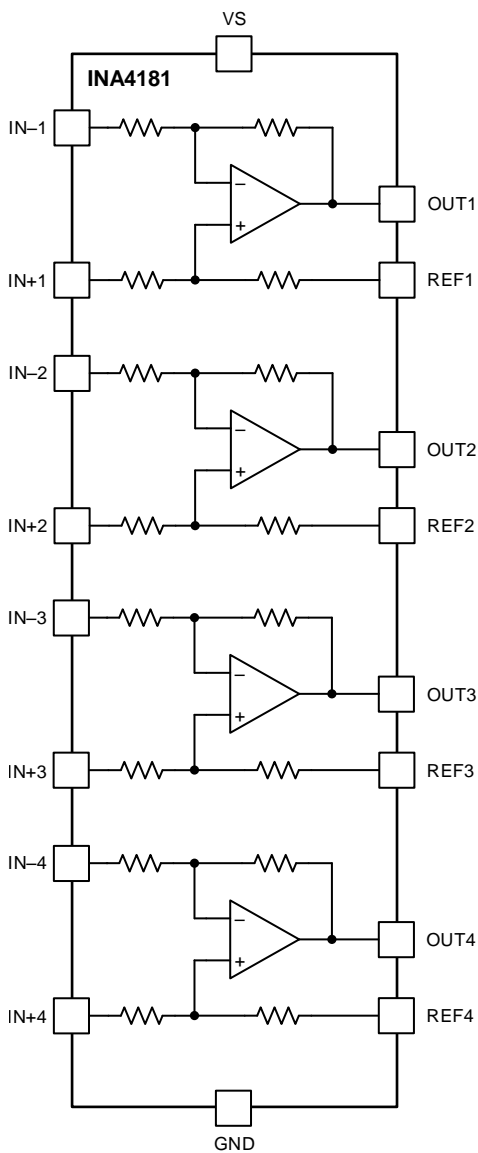 VS
INA4181
IN–1
−
OUT1
+
IN+1
REF1
IN–2
−
OUT2
+
IN+2
REF2
IN–3
−
OUT3
+
IN+3
REF3
IN–4
−
OUT4
+
IN+4
REF4
GND